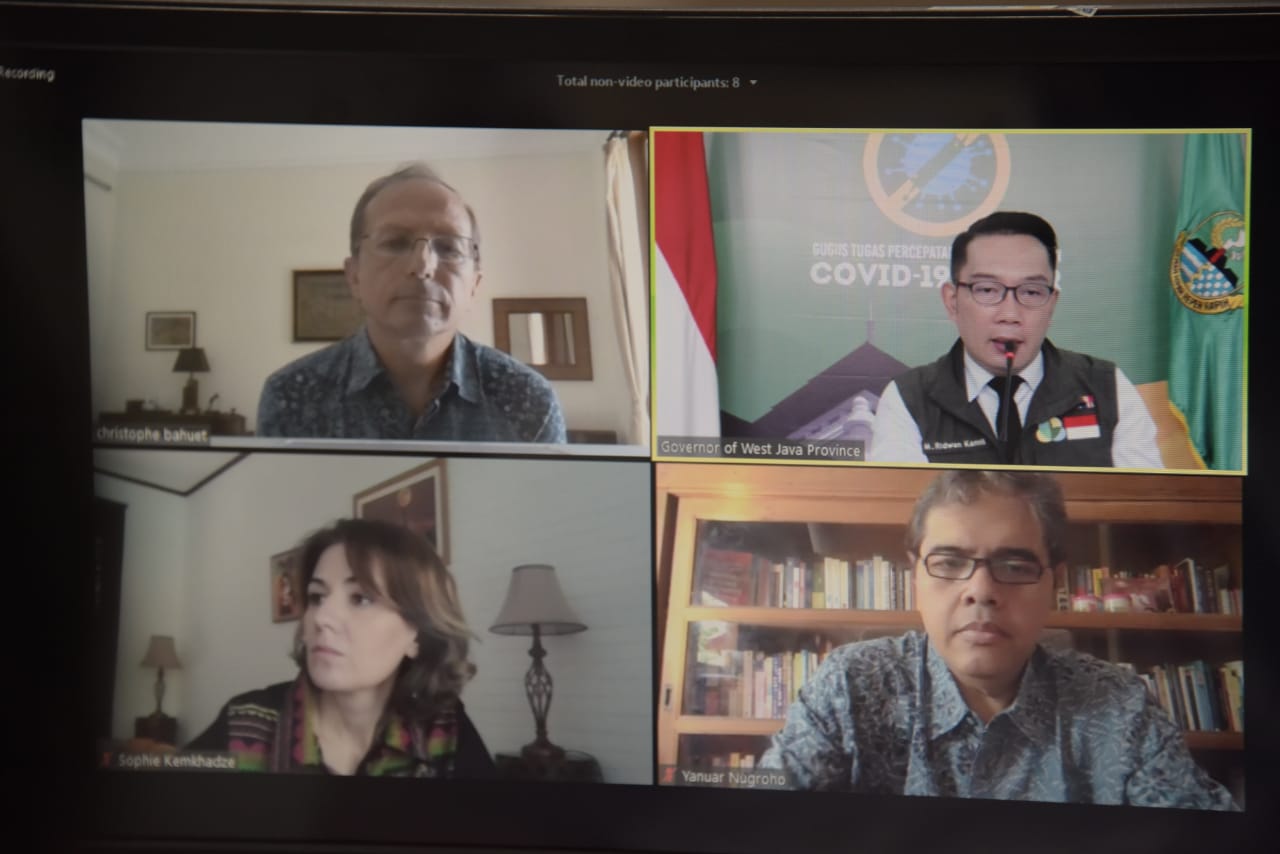 Recording
Total non-video participants: 8
christophe bahuet
GUGUS TUGAS PERCEPATA
COVID-19
M. Ridwan Kamil
Governor of West Java Province
Sophie Kemkhadze
Yanuar Nugroho